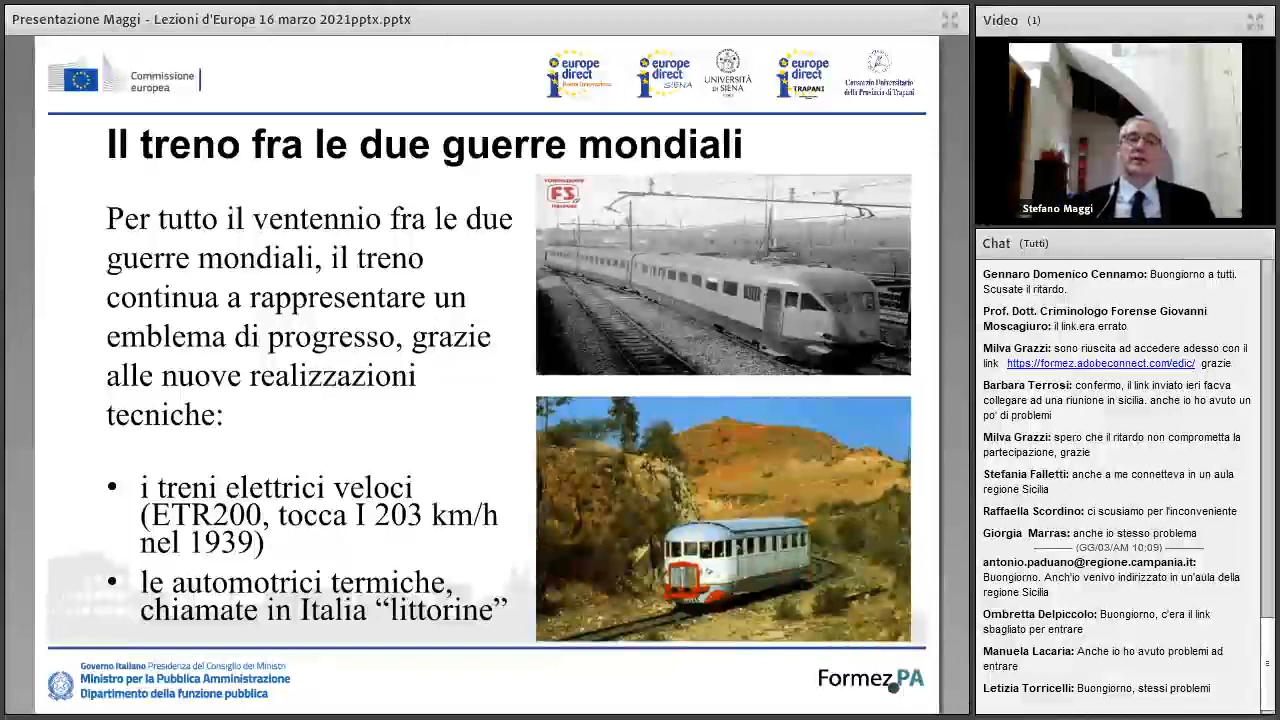 Presentazione Maggi - Lezioni d'Europa 16 marzo 2021pptx.pptx
Commissione
europea
europe
direct
europe
direct
SIENA
UNIVERSITÀ
DI SIENA
europe
direct
TRAPANI
Consorzio Universitario
della Provincia di Trapani
Il treno fra le due guerre mondiali
Per tutto il ventennio fra le due
guerre mondiali, il treno
continua a rappresentare un
emblema di progresso, grazie
alle nuove realizzazioni
tecniche:
• i treni elettrici veloci
(ETR200, tocca I 203 km/h
nel 1939)
• le automotrici termiche,
chiamate in Italia “littorine”
FS
Governo Italiano Presidenza del Consiglio dei Ministri
Ministro per la Pubblica Amministrazione
Dipartimento della funzione pubblica
Formez PA
Video (1)
Stefano Maggi
Chat (Tutti)
Gennaro Domenico Cennamo: Buongiorno a tutti.
Scusate il ritardo.
Prof. Dott. Criminologo Forense Giovanni
Moscagiuro: il link.era errato
Milva Grazzi: sono riuscita ad accedere adesso con il
link https://formez.adobeconnect.com/edic/ grazie
Barbara Terrosi: confermo, il link inviato ieri facva
collegare ad una riunione in sicilia. anche io ho avuto un
po' di problemi
Milva Grazzi: spero che il ritardo non comprometta la
partecipazione, grazie
Stefania Falletti: anche a me connetteva in un aula
regione Sicilia
Raffaella Scordino: ci scusiamo per l'inconveniente
Giorgia Marras: anche io stesso problema
(GG/03/AM 10:09)
antonio.paduano@regione.campania.it:
Buongiorno. Anch'io venivo indirizzato in un'aula della
regione Sicilia
Ombretta Delpiccolo: Buongiorno, c'era il link
sbagliato per entrare
Manuela Lacaria: Anche io ho avuto problemi ad
entrare
Letizia Torricelli: Buongiorno, stessi problemi